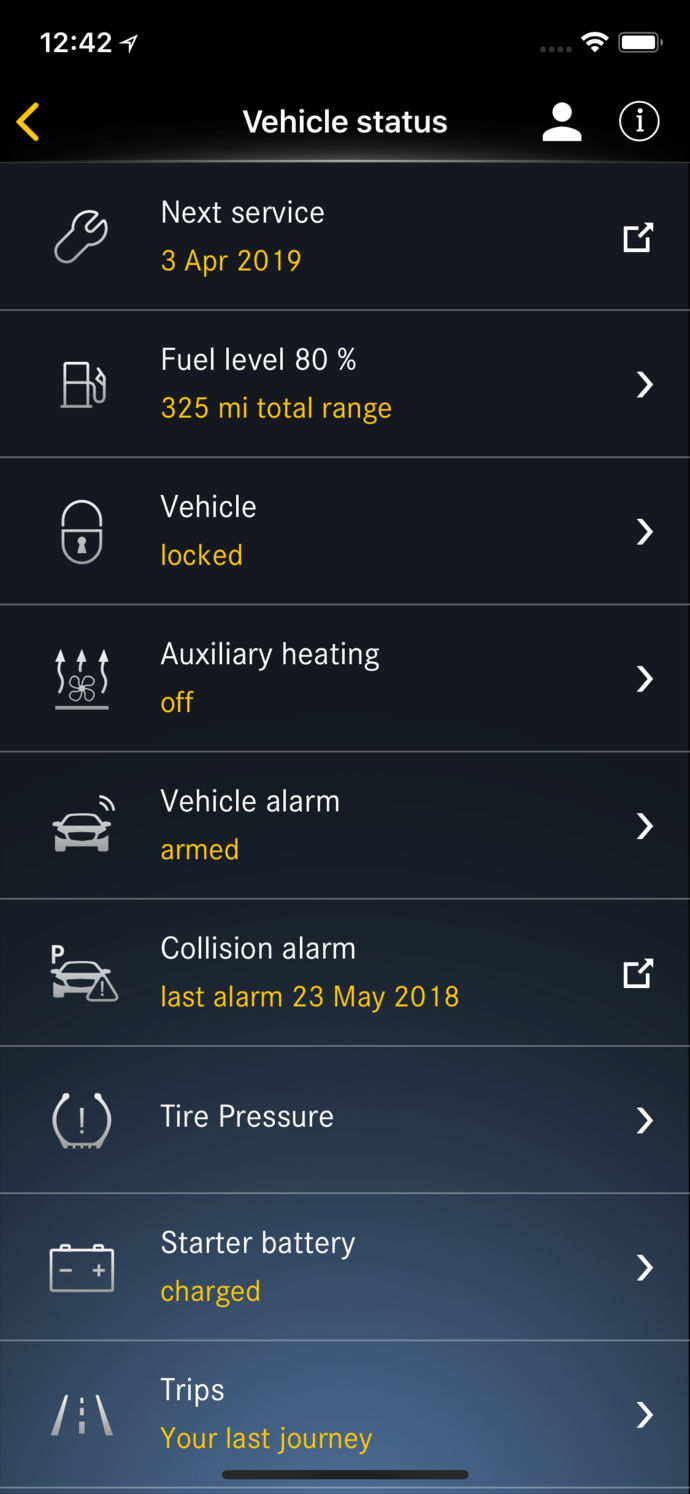 12:42
Vehicle status
Next service
3 Apr 2019
Fuel level 80 %
325 mi total range
Vehicle
locked
Auxiliary heating
off
Vehicle alarm
armed
P
Collision alarm
last alarm 23 May 2018
Tire Pressure
Starter battery
charged
Trips
Your last journey